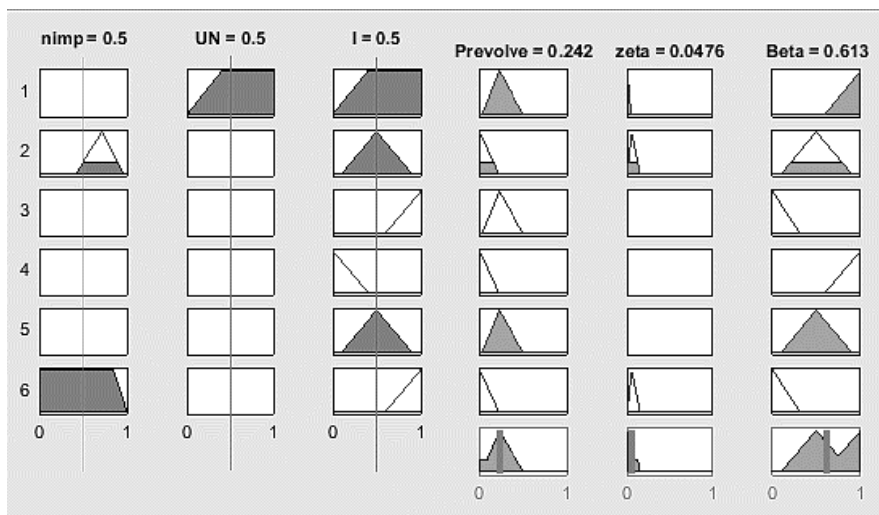 nimp = 0.5 UN = 0.5 I = 0.5 Prevolve = 0.242 zeta = 0.0476 Beta = 0.613
1
2
3
4
5
6
0 1 0 1 0 1
0 1 0 1 0 1